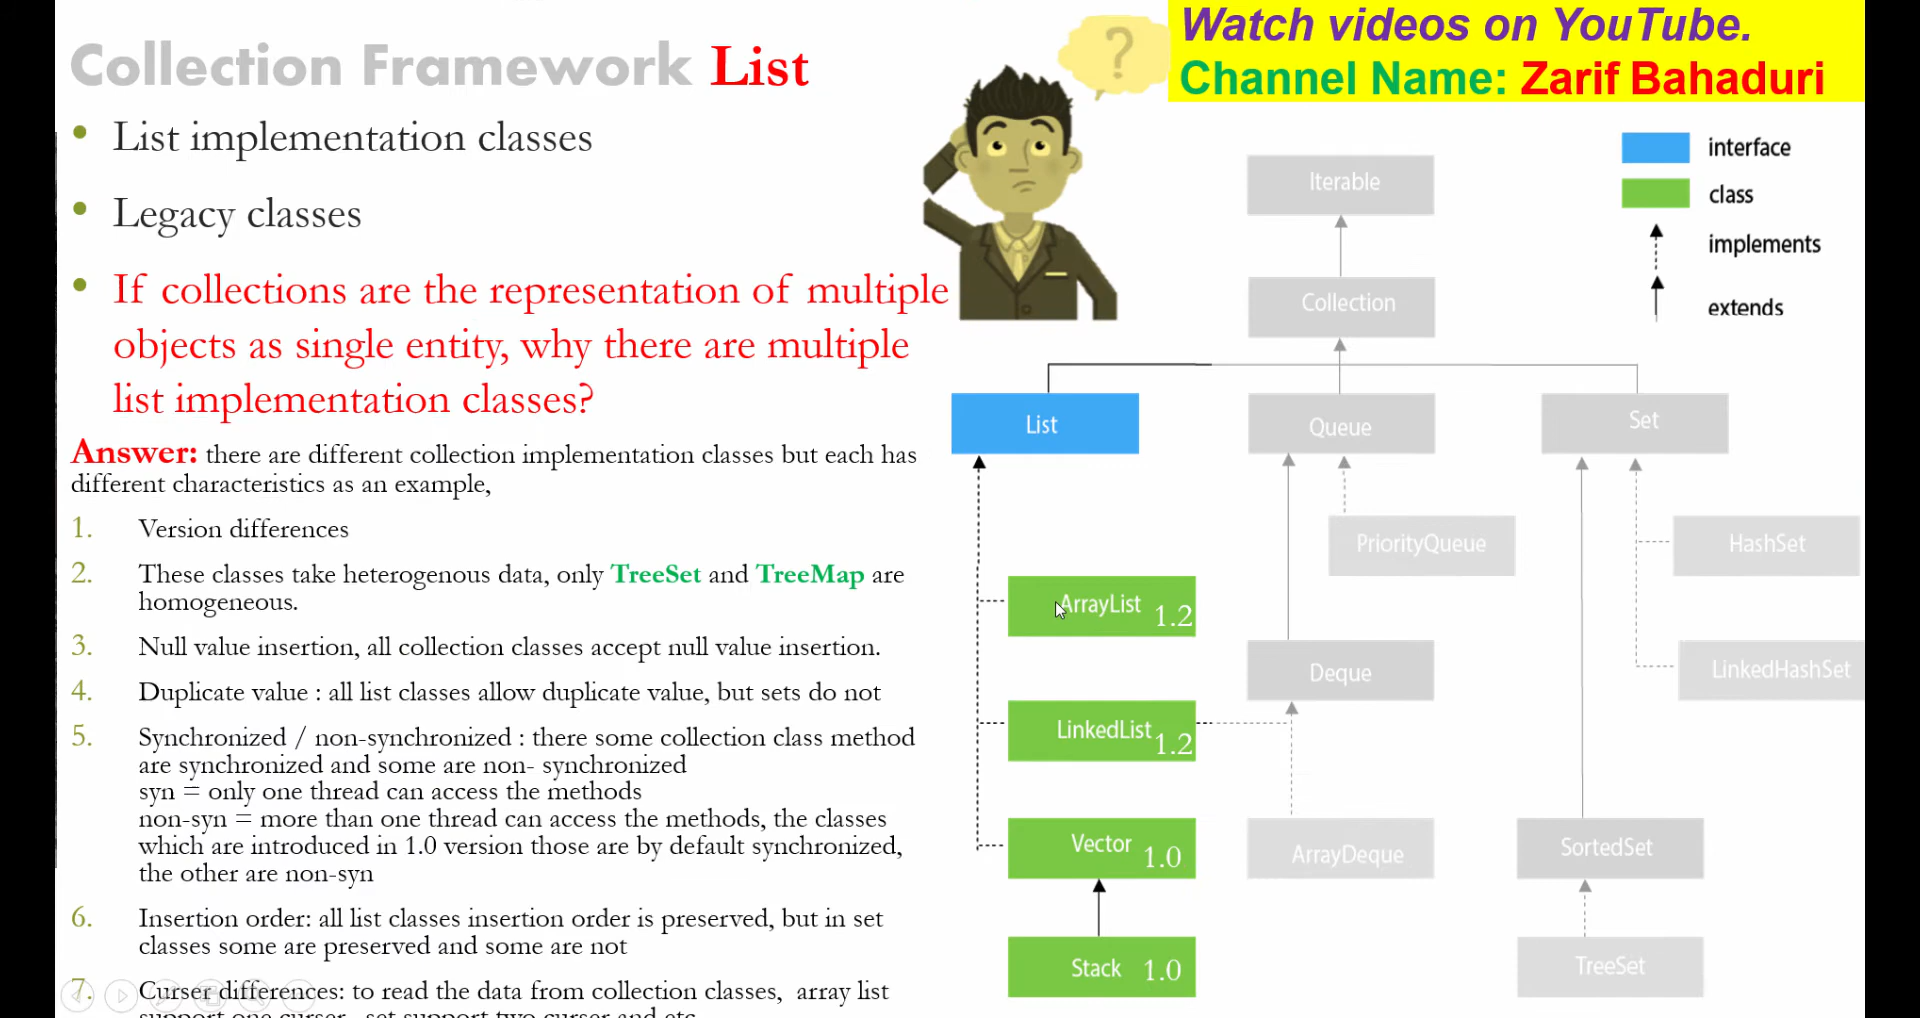 Collection Framework List
Watch videos on YouTube.
Channel Name: Zarif Bahaduri
?
• List implementation classes
• Legacy classes
• If collections are the representation of multiple
objects as single entity, why there are multiple
list implementation classes?
Answer: there are different collection implementation classes but each has
different characteristics as an example,
1. Version differences
2. These classes take heterogenous data, only TreeSet and TreeMap are
homogeneous.
3. Null value insertion, all collection classes accept null value insertion.
4. Duplicate value : all list classes allow duplicate value, but sets do not
5. Synchronized / non-synchronized : there some collection class method
are synchronized and some are non- synchronized
syn = only one thread can access the methods
non-syn = more than one thread can access the methods, the classes
which are introduced in 1.0 version those are by default synchronized,
the other are non-syn
6. Insertion order: all list classes insertion order is preserved, but in set
classes some are preserved and some are not
7. Curser differences: to read the data from collection classes, array list
support one curser, set support two curser and etc
interface
class
implements
extends
Iterable
Collection
List
Queue
Set
PriorityQueue
HashSet
ArrayList 1.2
Deque
LinkedHashSet
LinkedList 1.2
Vector 1.0
ArrayDeque
SortedSet
Stack 1.0
TreeSet